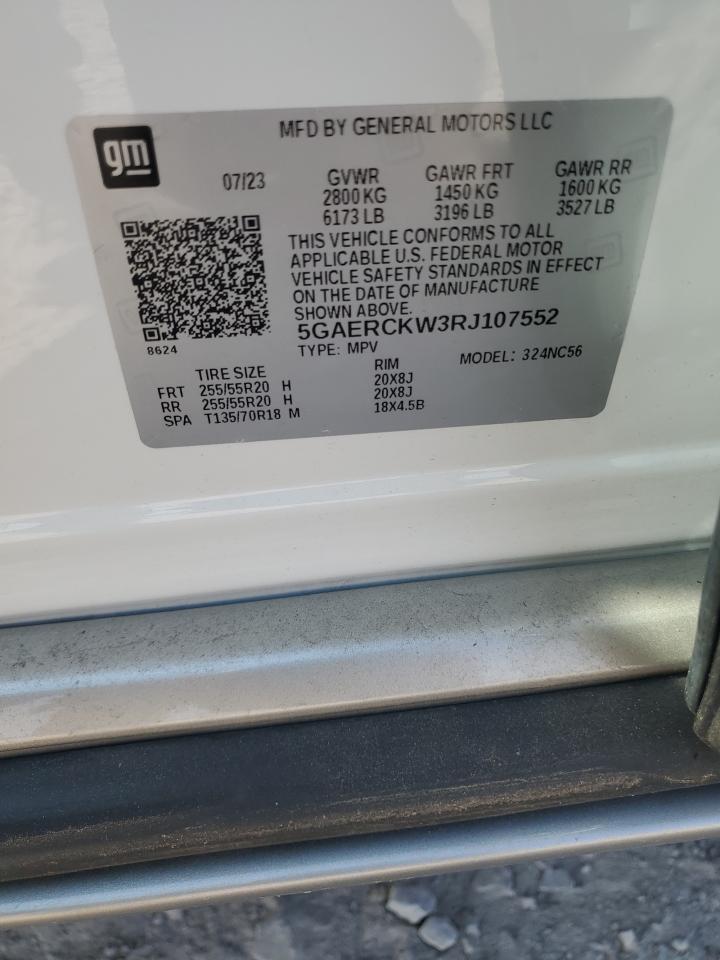 gm
MFD BY GENERAL MOTORS LLC
07/23 GVWR GAWR FRT GAWR RR
2800 KG 1450 KG 1600 KG
6173 LB 3196 LB 3527 LB
THIS VEHICLE CONFORMS TO ALL
APPLICABLE U.S. FEDERAL MOTOR
VEHICLE SAFETY STANDARDS IN EFFECT
ON THE DATE OF MANUFACTURE
SHOWN ABOVE.
8624
5GAERCKW3RJ107552
TYPE: MPV MODEL: 324NC56
TIRE SIZE RIM
FRT 255/55R20 H 20X8J
RR 255/55R20 H 20X8J
SPA T135/70R18 M 18X4.5B